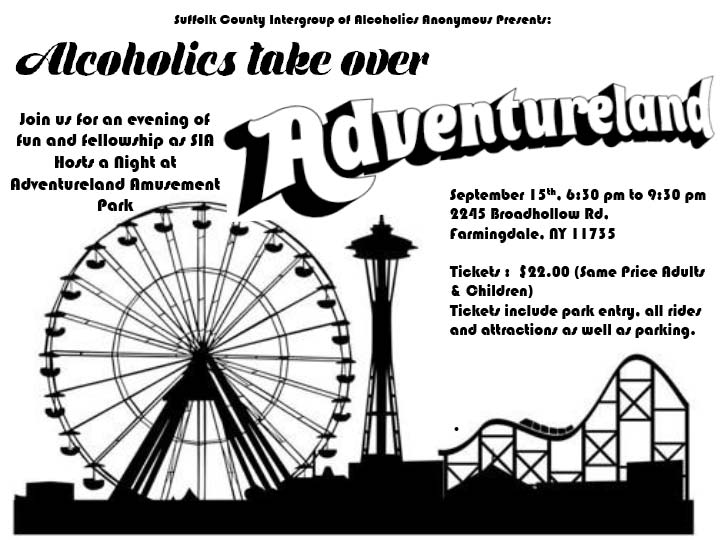 Suffolk County Intergroup of Alcoholics Anonymous Presents:
Alcoholics take over
Adventureland
Join us for an evening of
fun and fellowship as SIA
Hosts a Night at
Adventureland Amusement
Park
September 15th, 6:30 pm to 9:30 pm
2245 Broadhollow Rd,
Farmingdale, NY 11735
Tickets : $22.00 (Same Price Adults
& Children)
Tickets include park entry, all rides
and attractions as well as parking.